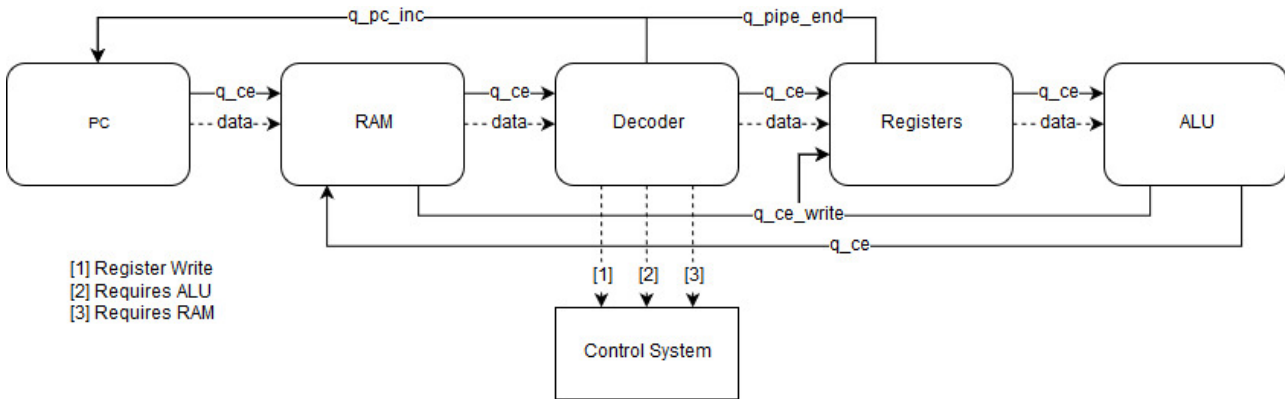 q_pc_inc
q_pipe_end
PC
q_ce
data
RAM
q_ce
data
Decoder
q_ce
data
Registers
q_ce
data
ALU
q_ce_write
q_ce
[1] Register Write
[2] Requires ALU
[3] Requires RAM
[1]
[2]
[3]
Control System